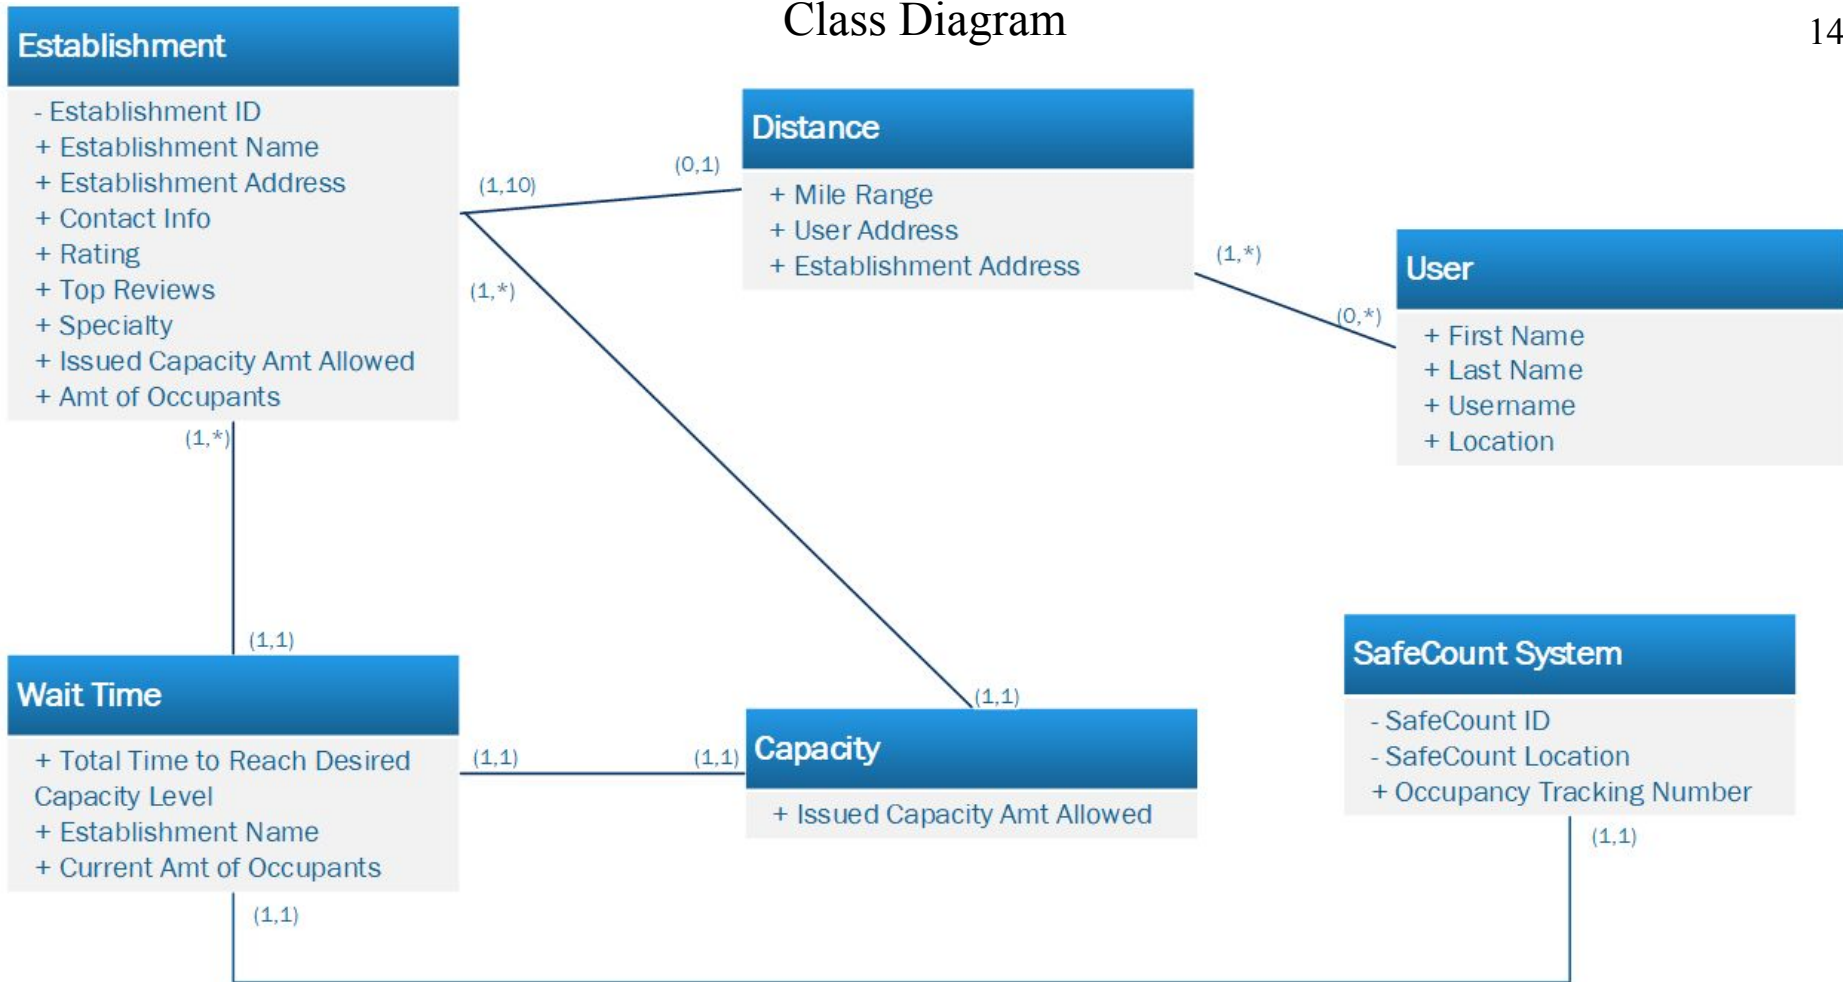 Class Diagram
14
Establishment
- Establishment ID
+ Establishment Name
+ Establishment Address
+ Contact Info
+ Rating
+ Top Reviews
+ Specialty
+ Issued Capacity Amt Allowed
+ Amt of Occupants
(1,10)
(0,1)
(1,*)
(1,*)
Distance
+ Mile Range
+ User Address
+ Establishment Address
(1,*)
(0,*)
User
+ First Name
+ Last Name
+ Username
+ Location
(1,1)
Wait Time
+ Total Time to Reach Desired
Capacity Level
+ Establishment Name
+ Current Amt of Occupants
(1,1)
(1,1)
(1,1)
(1,1)
Capacity
+ Issued Capacity Amt Allowed
SafeCount System
- SafeCount ID
- SafeCount Location
+ Occupancy Tracking Number
(1,1)